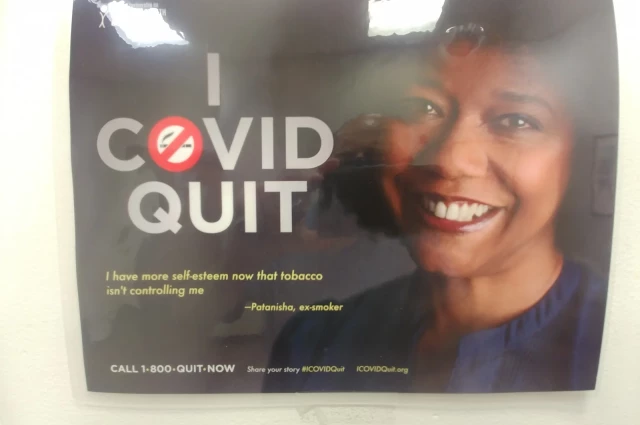 I
COVID
QUIT
I have more self-esteem now that tobacco
isn't controlling me
—Patanisha, ex-smoker
CALL 1-800-QUIT-NOW Share your story #ICOVIDQuit ICOVIDQuit.org